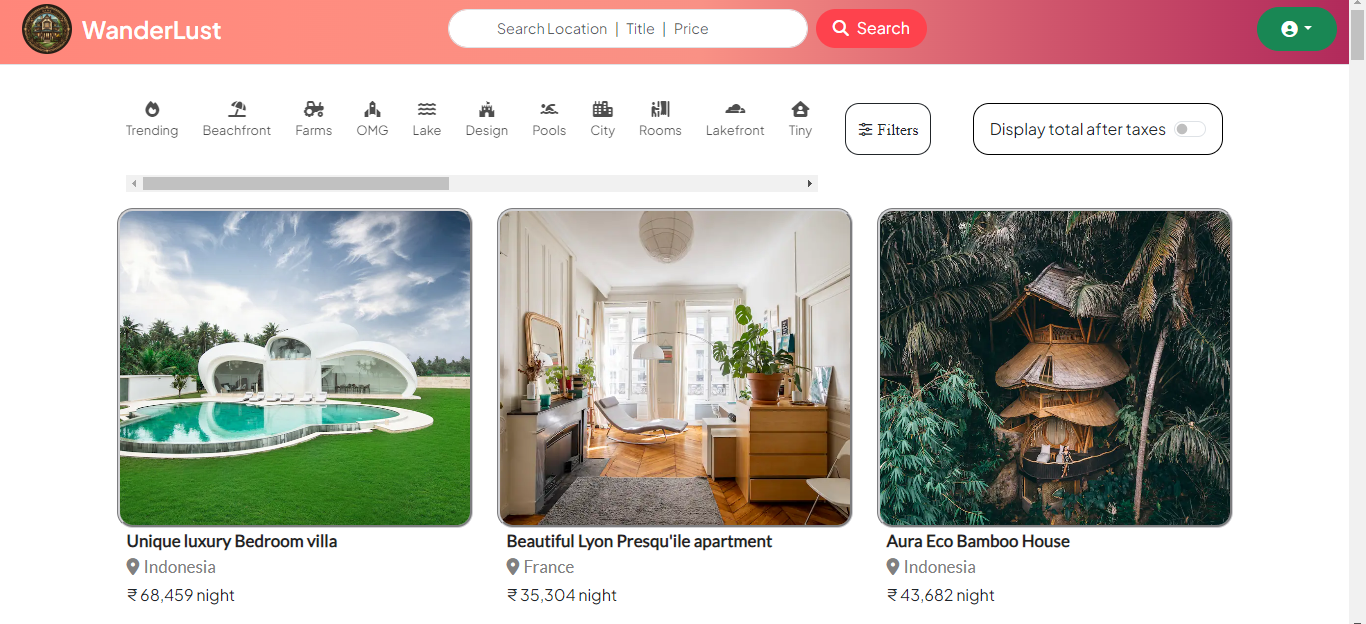 WanderLust
Search Location | Title | Price
Search
Trending
Beachfront
Farms
OMG
Lake
Design
Pools
City
Rooms
Lakefront
Tiny
Filters
Display total after taxes
Unique luxury Bedroom villa
Indonesia
₹ 68,459 night
Beautiful Lyon Presqu'ile apartment
France
₹ 35,304 night
Aura Eco Bamboo House
Indonesia
₹ 43,682 night